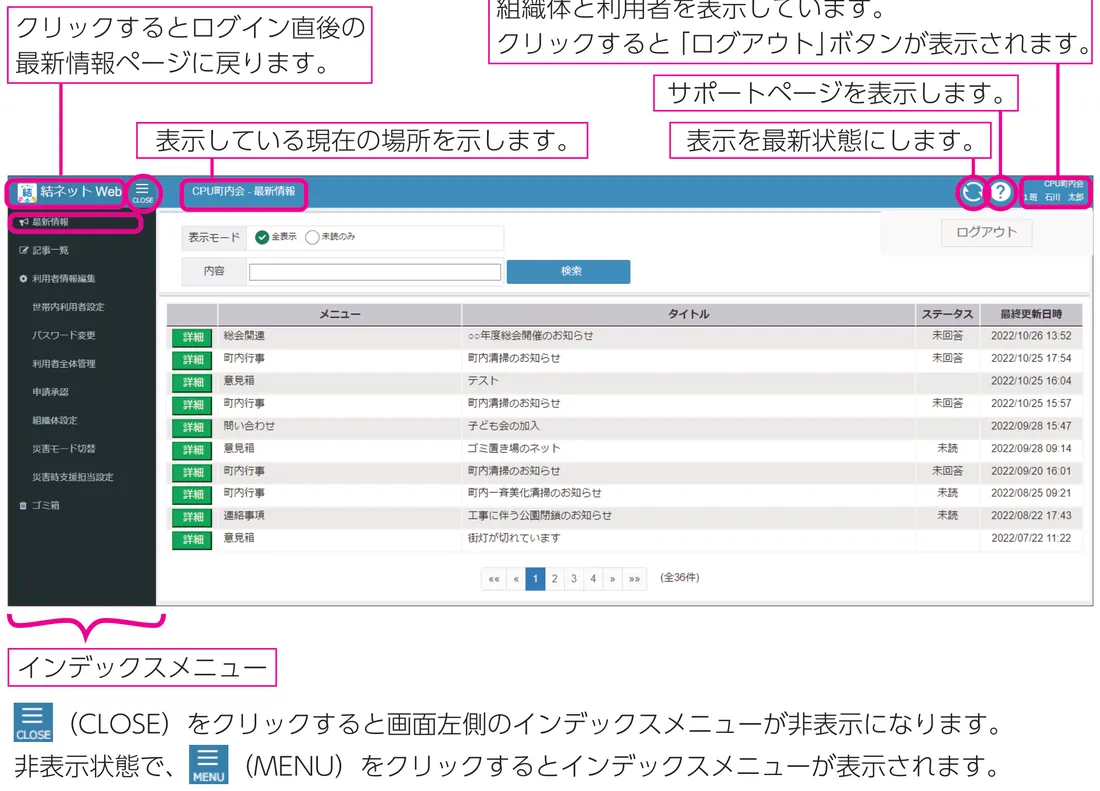 クリックするとログイン直後の
最新情報ページに戻ります。
組織体と利用者を表示しています。
クリックすると「ログアウト」ボタンが表示されます。
サポートページを表示します。
表示している現在の場所を示します。
表示を最新状態にします。
結ネット Web
CLOSE
CPU町内会 - 最新情報
?
CPU町内会
1班 石川 太郎
最新情報
記事一覧
利用者情報編集
世帯内利用者設定
パスワード変更
利用者全体管理
申請承認
組織体設定
災害モード切替
災害時支援担当設定
ゴミ箱
表示モード 全表示 未読のみ
ログアウト
内容 検索
メニュー タイトル ステータス 最終更新日時
詳細 総会関連 ○○年度総会開催のお知らせ 未回答 2022/10/26 13:52
詳細 町内行事 町内清掃のお知らせ 未回答 2022/10/25 17:54
詳細 意見箱 テスト 2022/10/25 16:04
詳細 町内行事 町内清掃のお知らせ 未回答 2022/10/25 15:57
詳細 問い合わせ 子ども会の加入 2022/09/28 15:47
詳細 意見箱 ゴミ置き場のネット 未読 2022/09/28 09:14
詳細 町内行事 町内清掃のお知らせ 未回答 2022/09/20 16:01
詳細 町内行事 町内一斉美化清掃のお知らせ 未読 2022/08/25 09:21
詳細 連絡事項 工事に伴う公園閉鎖のお知らせ 未読 2022/08/22 17:43
詳細 意見箱 街灯が切れています 2022/07/22 11:22
«« « 1 2 3 4 » »» (全36件)
インデックスメニュー
CLOSE （CLOSE）をクリックすると画面左側のインデックスメニューが非表示になります。
非表示状態で、 MENU （MENU）をクリックするとインデックスメニューが表示されます。